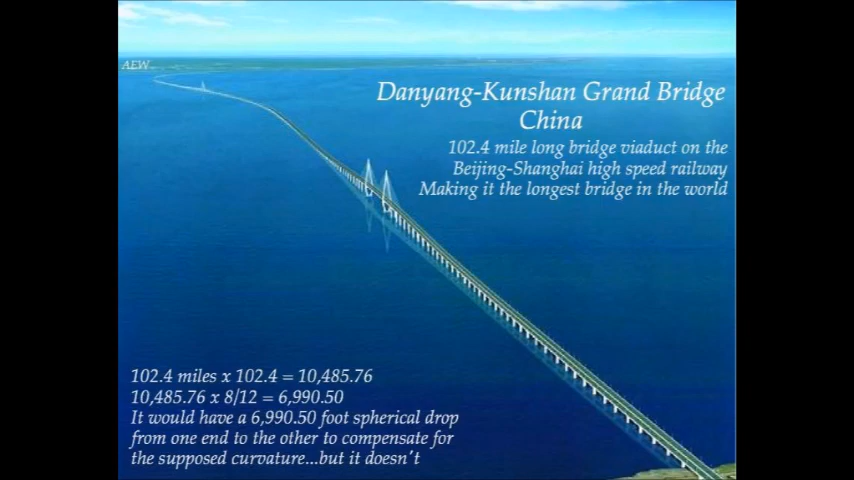 AEW
Danyang-Kunshan Grand Bridge
China
102.4 mile long bridge viaduct on the
Beijing-Shanghai high speed railway
Making it the longest bridge in the world
102.4 miles x 102.4 = 10,485.76
10,485.76 x 8/12 = 6,990.50
It would have a 6,990.50 foot spherical drop
from one end to the other to compensate for
the supposed curvature...but it doesn't